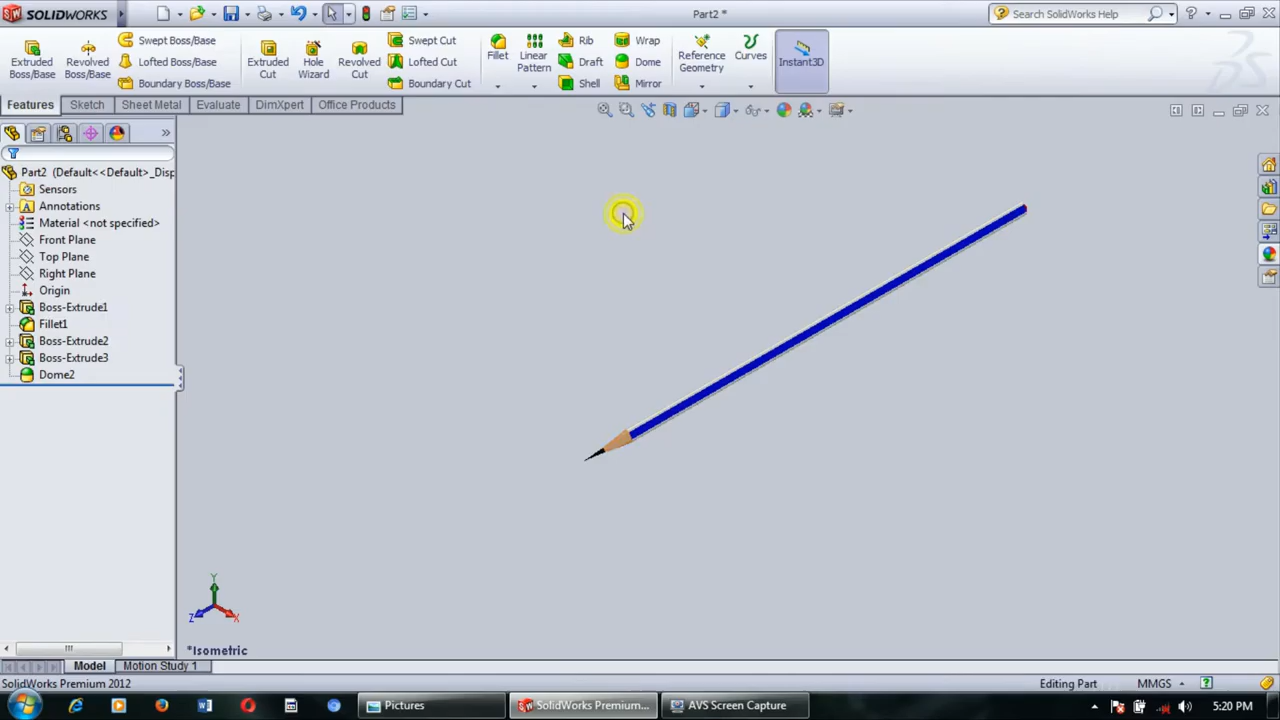 SOLIDWORKS
Part2 *
Search SolidWorks Help
Extruded Boss/Base
Revolved Boss/Base
Swept Boss/Base
Lofted Boss/Base
Boundary Boss/Base
Extruded Cut
Hole Wizard
Revolved Cut
Swept Cut
Lofted Cut
Boundary Cut
Fillet
Linear Pattern
Rib
Draft
Shell
Wrap
Dome
Mirror
Reference Geometry
Curves
Instant3D
Features
Sketch
Sheet Metal
Evaluate
DimXpert
Office Products
Part2 (Default<<Default>_Disp
Sensors
Annotations
Material <not specified>
Front Plane
Top Plane
Right Plane
Origin
Boss-Extrude1
Fillet1
Boss-Extrude2
Boss-Extrude3
Dome2
Y
Z
X
*Isometric
Model
Motion Study 1
SolidWorks Premium 2012
Editing Part
MMGS
Pictures
SolidWorks Premium...
AVS Screen Capture
5:20 PM